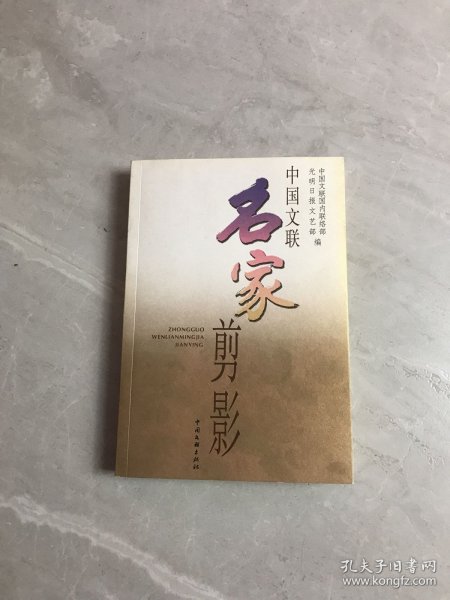 中国文联国内联络部
光明日报文艺部
编
中国文联
名家
剪影
ZHONGGUO
WENLIANMINGJIA
JIANYING
中国文联出版社
孔夫子旧书网
www.kongfz.com